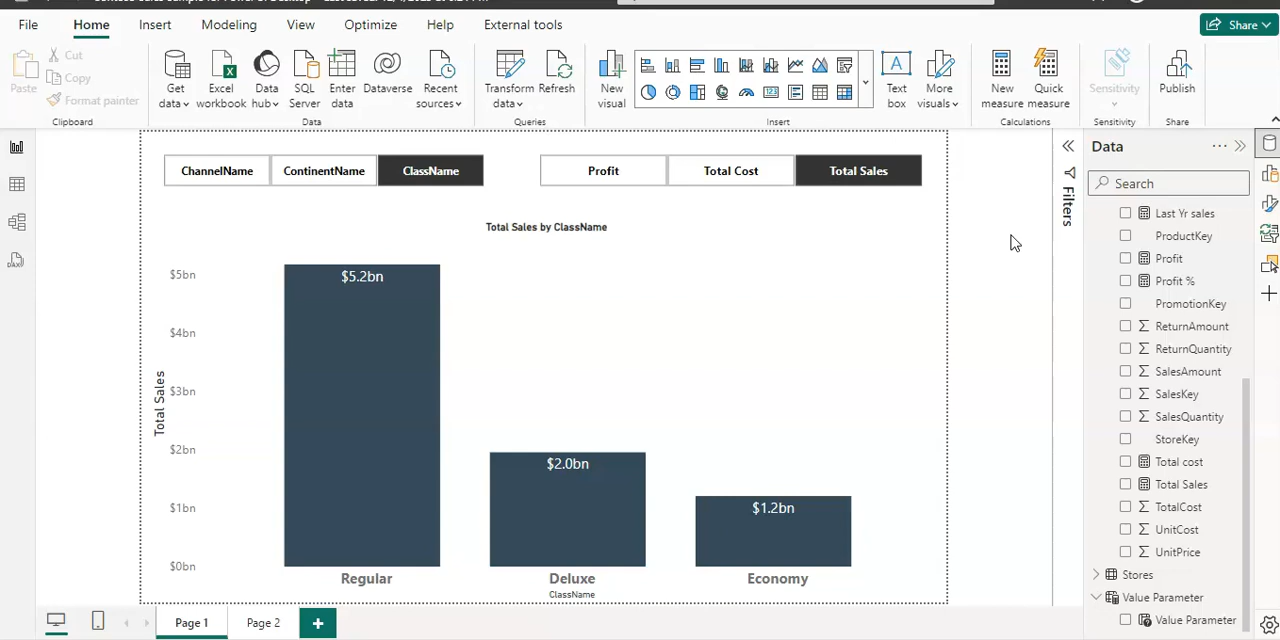 File Home Insert Modeling View Optimize Help External tools Share
Paste Cut Copy Format painter
Get data Excel workbook Data hub SQL Server Enter data Dataverse Recent sources
Transform data Refresh
New visual Text box More visuals
New measure Quick measure
Sensitivity
Publish
Clipboard Data Queries Insert Calculations Sensitivity Share
ChannelName ContinentName ClassName Profit Total Cost Total Sales
Total Sales by ClassName
$5bn
$4bn
$3bn
$2bn
$1bn
$0bn
Total Sales
$5.2bn
$2.0bn
$1.2bn
Regular Deluxe Economy
ClassName
Filters
Data
Search
Last Yr sales
ProductKey
Profit
Profit %
PromotionKey
ReturnAmount
ReturnQuantity
SalesAmount
SalesKey
SalesQuantity
StoreKey
Total cost
Total Sales
TotalCost
UnitCost
UnitPrice
Stores
Value Parameter
Value Parameter
Page 1 Page 2